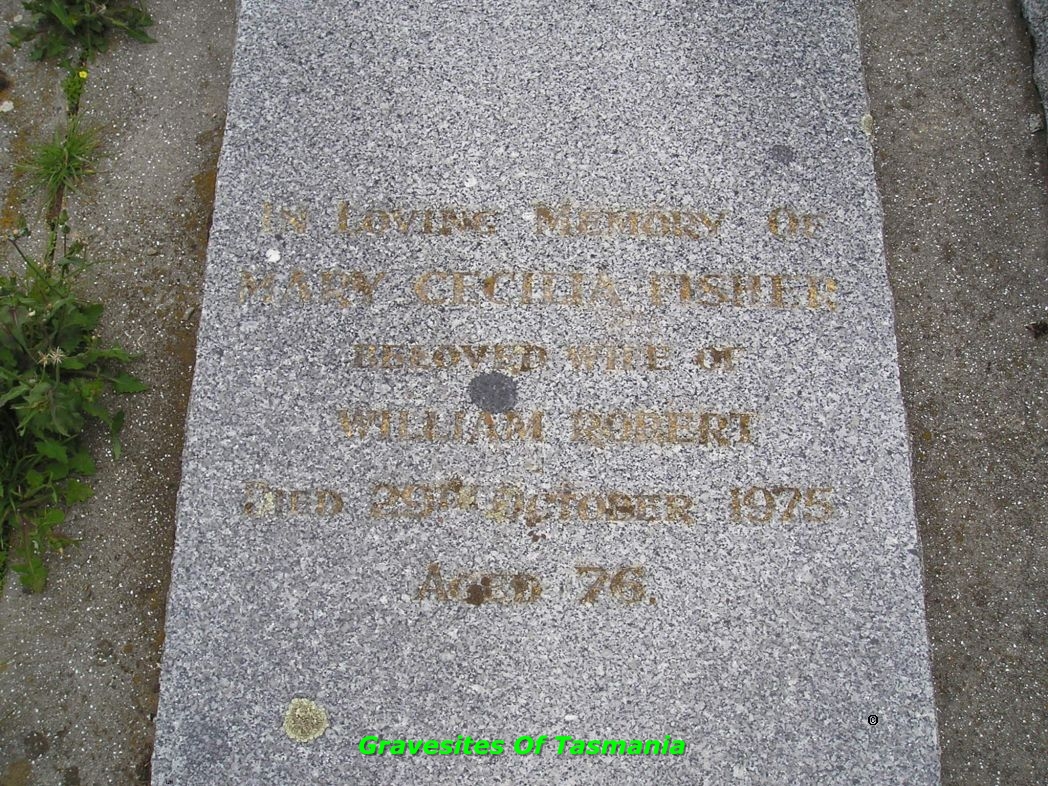 In Loving Memory Of
MARY CECILIA FISHER
BELOVED WIFE OF
WILLIAM ROBERT
Died 29th October 1975
Aged 76.
Gravesites Of Tasmania
©